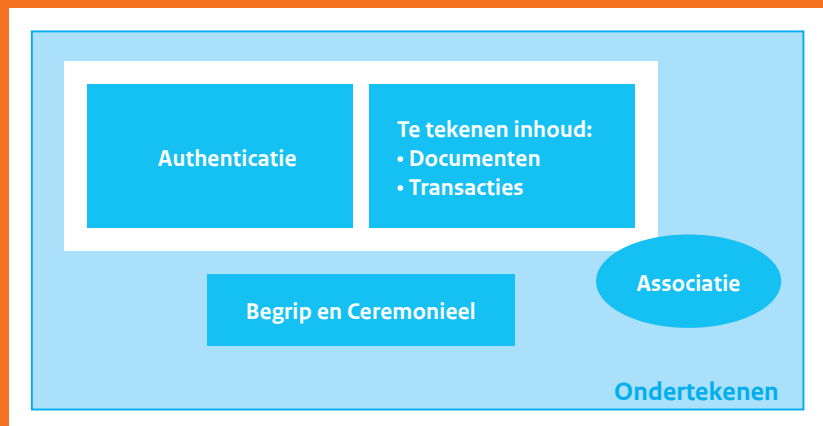 Authenticatie
Te tekenen inhoud:
• Documenten
• Transacties
Associatie
Begrip en Ceremonieel
Ondertekenen